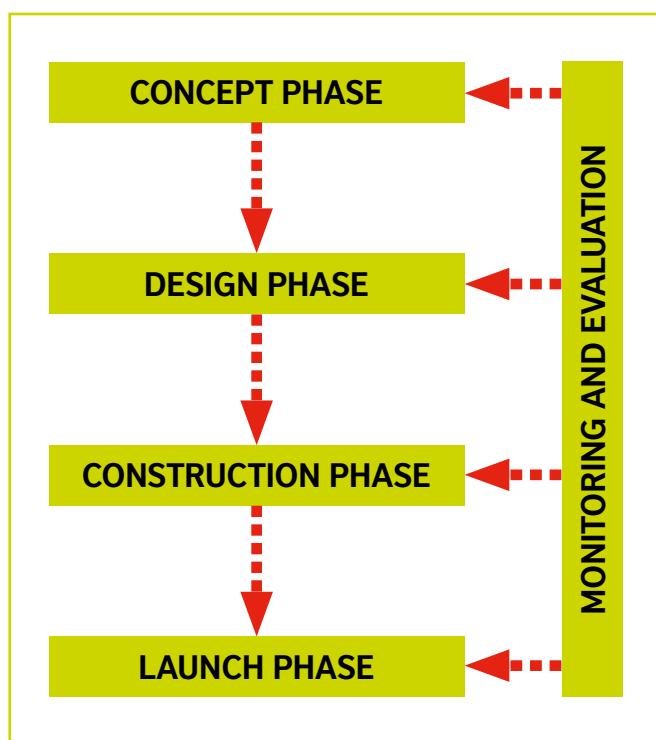 CONCEPT PHASE
DESIGN PHASE
CONSTRUCTION PHASE
LAUNCH PHASE
MONITORING AND EVALUATION